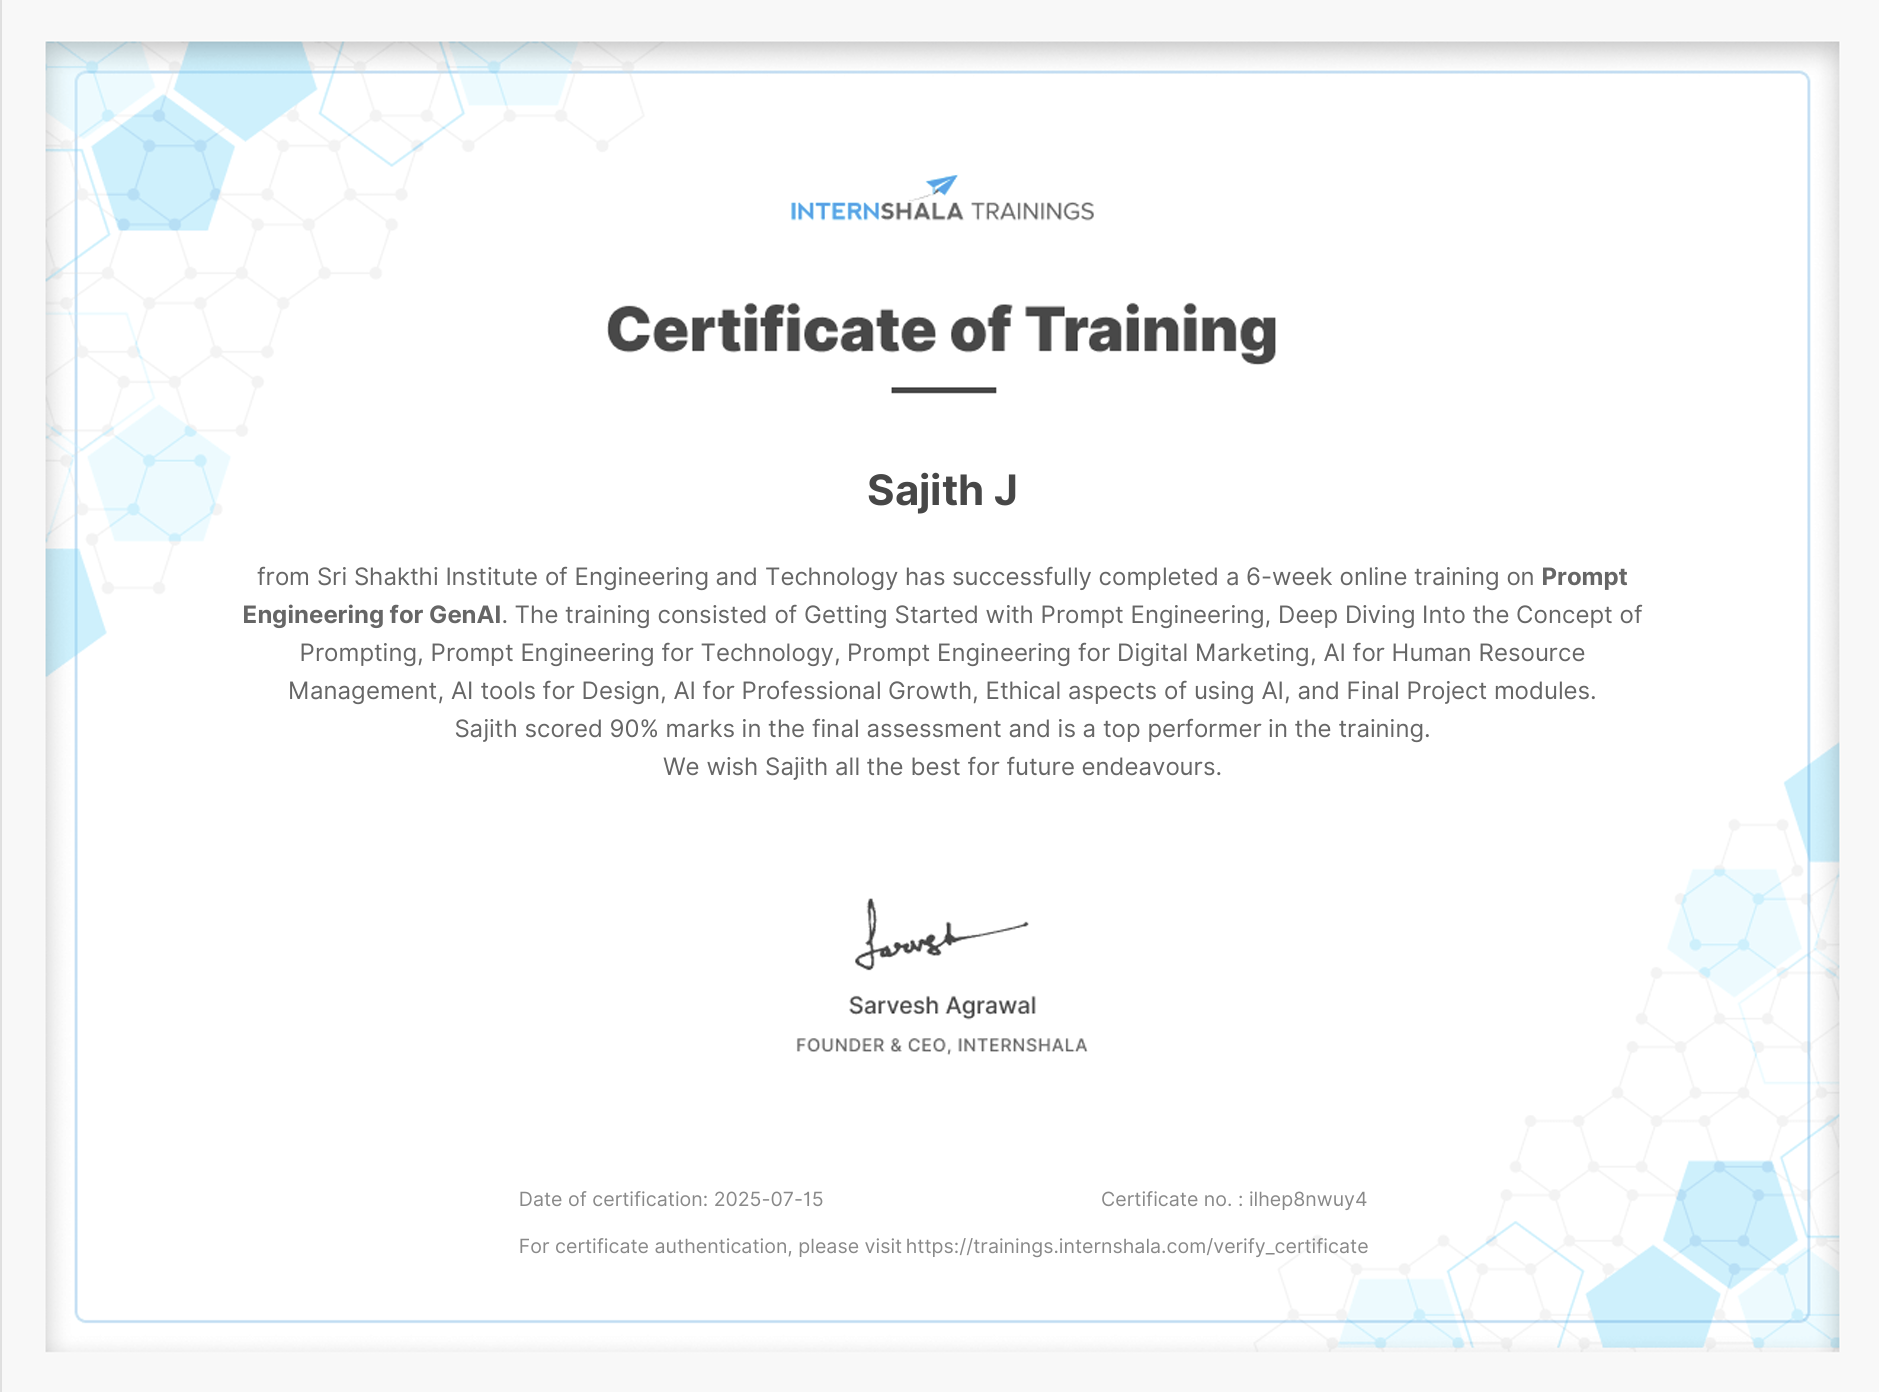 INTERNSHALA TRAININGS
Certificate of Training
Sajith J
from Sri Shakthi Institute of Engineering and Technology has successfully completed a 6-week online training on Prompt
Engineering for GenAI. The training consisted of Getting Started with Prompt Engineering, Deep Diving Into the Concept of
Prompting, Prompt Engineering for Technology, Prompt Engineering for Digital Marketing, AI for Human Resource
Management, AI tools for Design, AI for Professional Growth, Ethical aspects of using AI, and Final Project modules.
Sajith scored 90% marks in the final assessment and is a top performer in the training.
We wish Sajith all the best for future endeavours.
Sarvesh
Sarvesh Agrawal
FOUNDER & CEO, INTERNSHALA
Date of certification: 2025-07-15 Certificate no. : ilhep8nwuy4
For certificate authentication, please visit https://trainings.internshala.com/verify_certificate